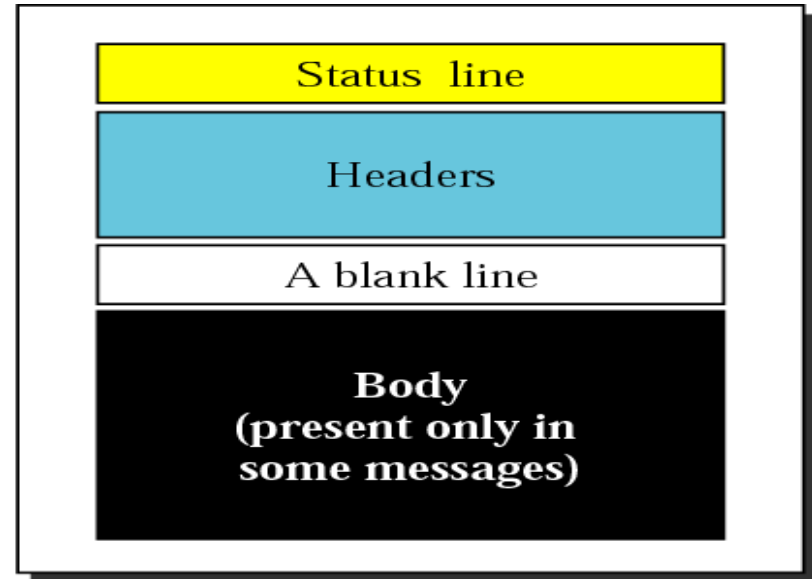 Status line
Headers
A blank line
Body
(present only in
some messages)